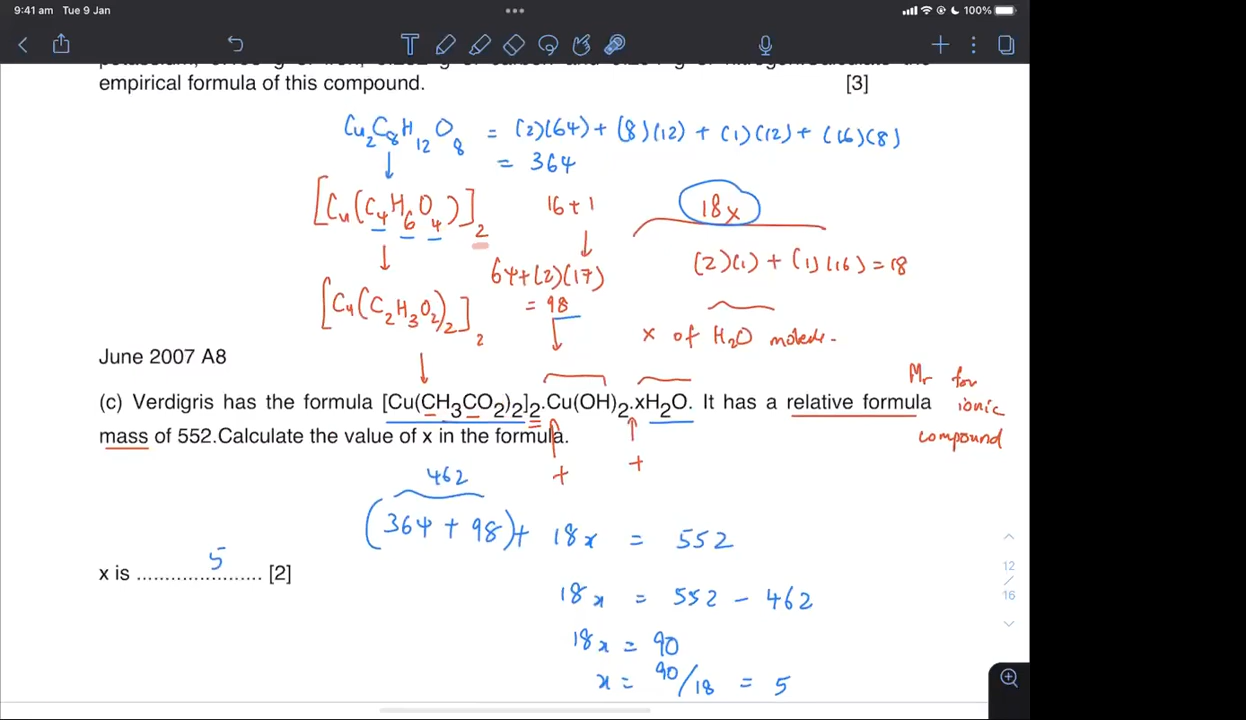 9:41 am Tue 9 Jan
100%
empirical formula of this compound. [3]
Cu2C8H12O8 = (2)(64) + (8)(12) + (1)(12) + (16)(8)
= 364
[Cu(C4H6O4)]2
16 + 1
18x
64 + (2)(17)
= 98
(2)(1) + (1)(16) = 18
[Cu(C2H3O2)2]2
x of H2O molecule.
June 2007 A8
Mr for
ionic
compound
(c) Verdigris has the formula [Cu(CH3CO2)2]2.Cu(OH)2.xH2O. It has a relative formula
mass of 552.Calculate the value of x in the formula.
+ +
462
(364 + 98) + 18x = 552
x is ....................... [2]
5
18x = 552 - 462
18x = 90
x = 90/18 = 5
12
/
16